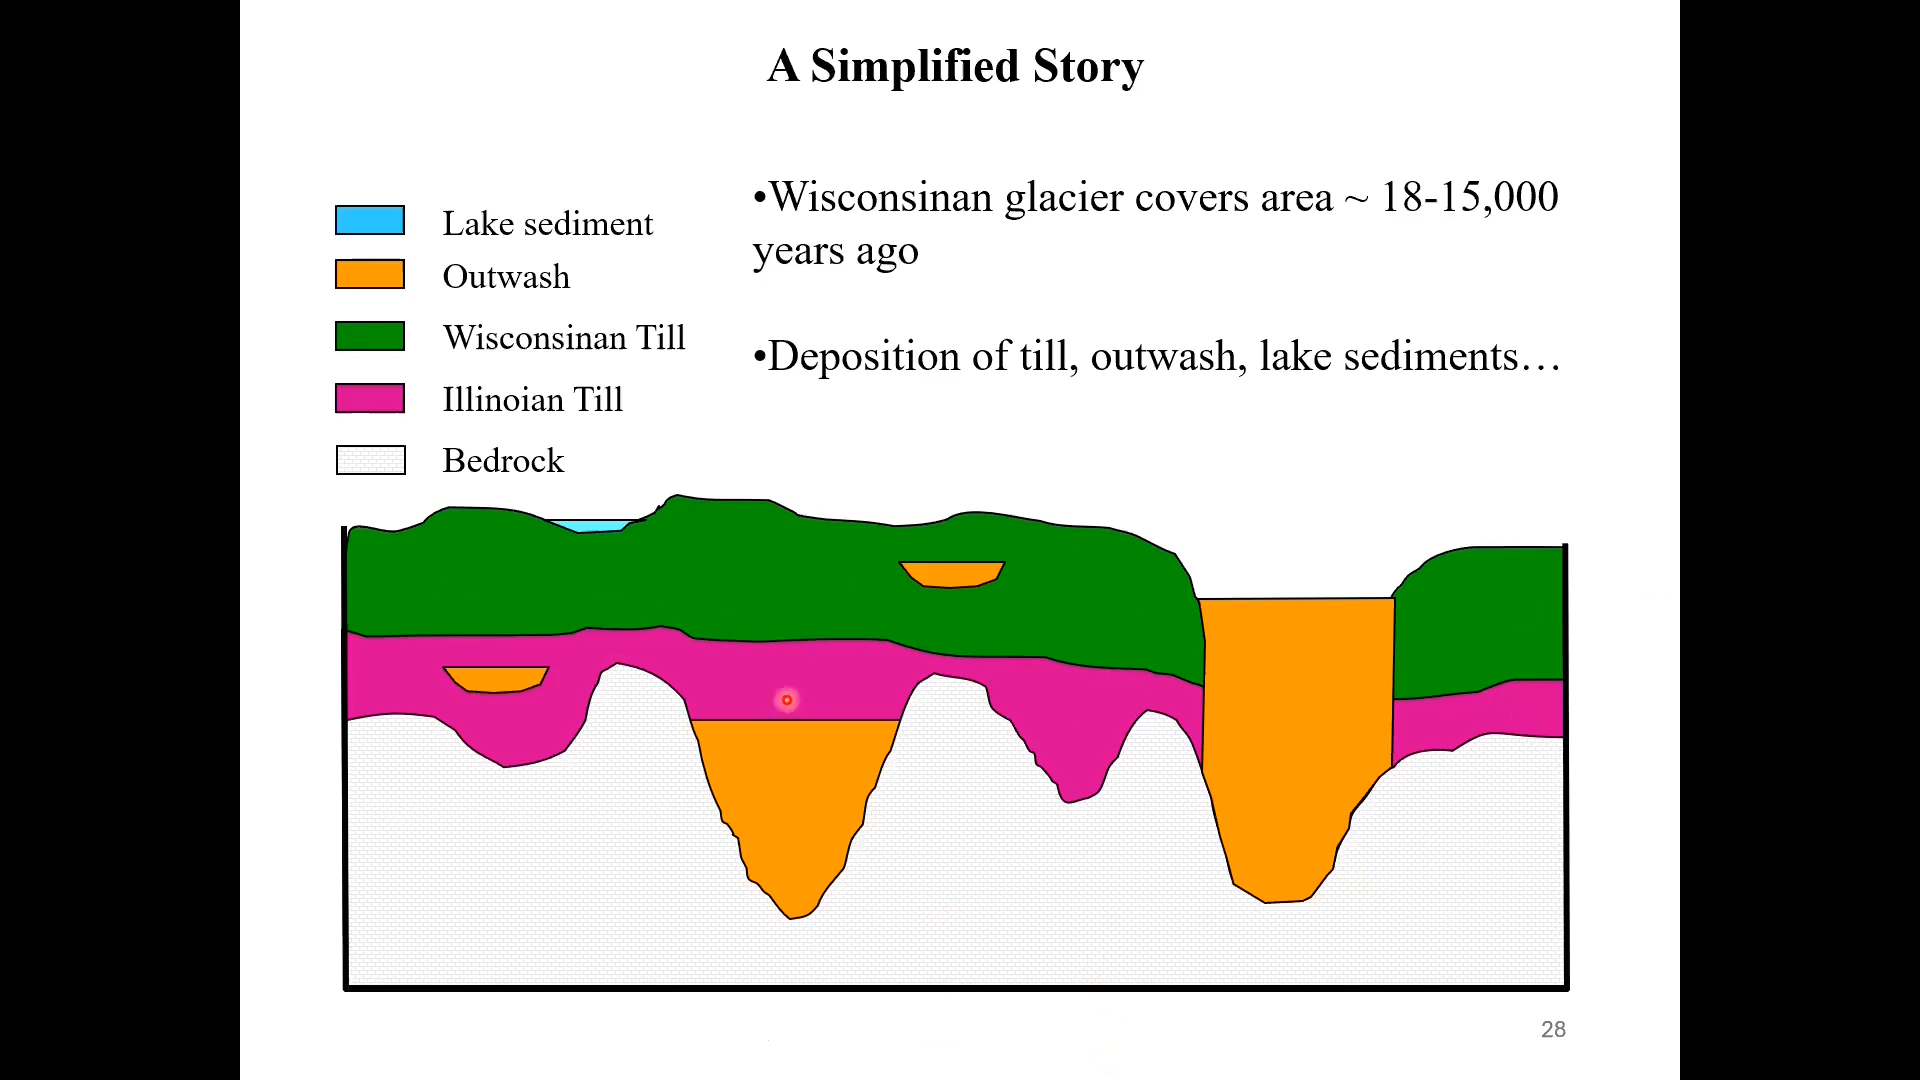 A Simplified Story
Lake sediment
Outwash
Wisconsinan Till
Illinoian Till
Bedrock
•Wisconsinan glacier covers area ~ 18-15,000
years ago
•Deposition of till, outwash, lake sediments…
28